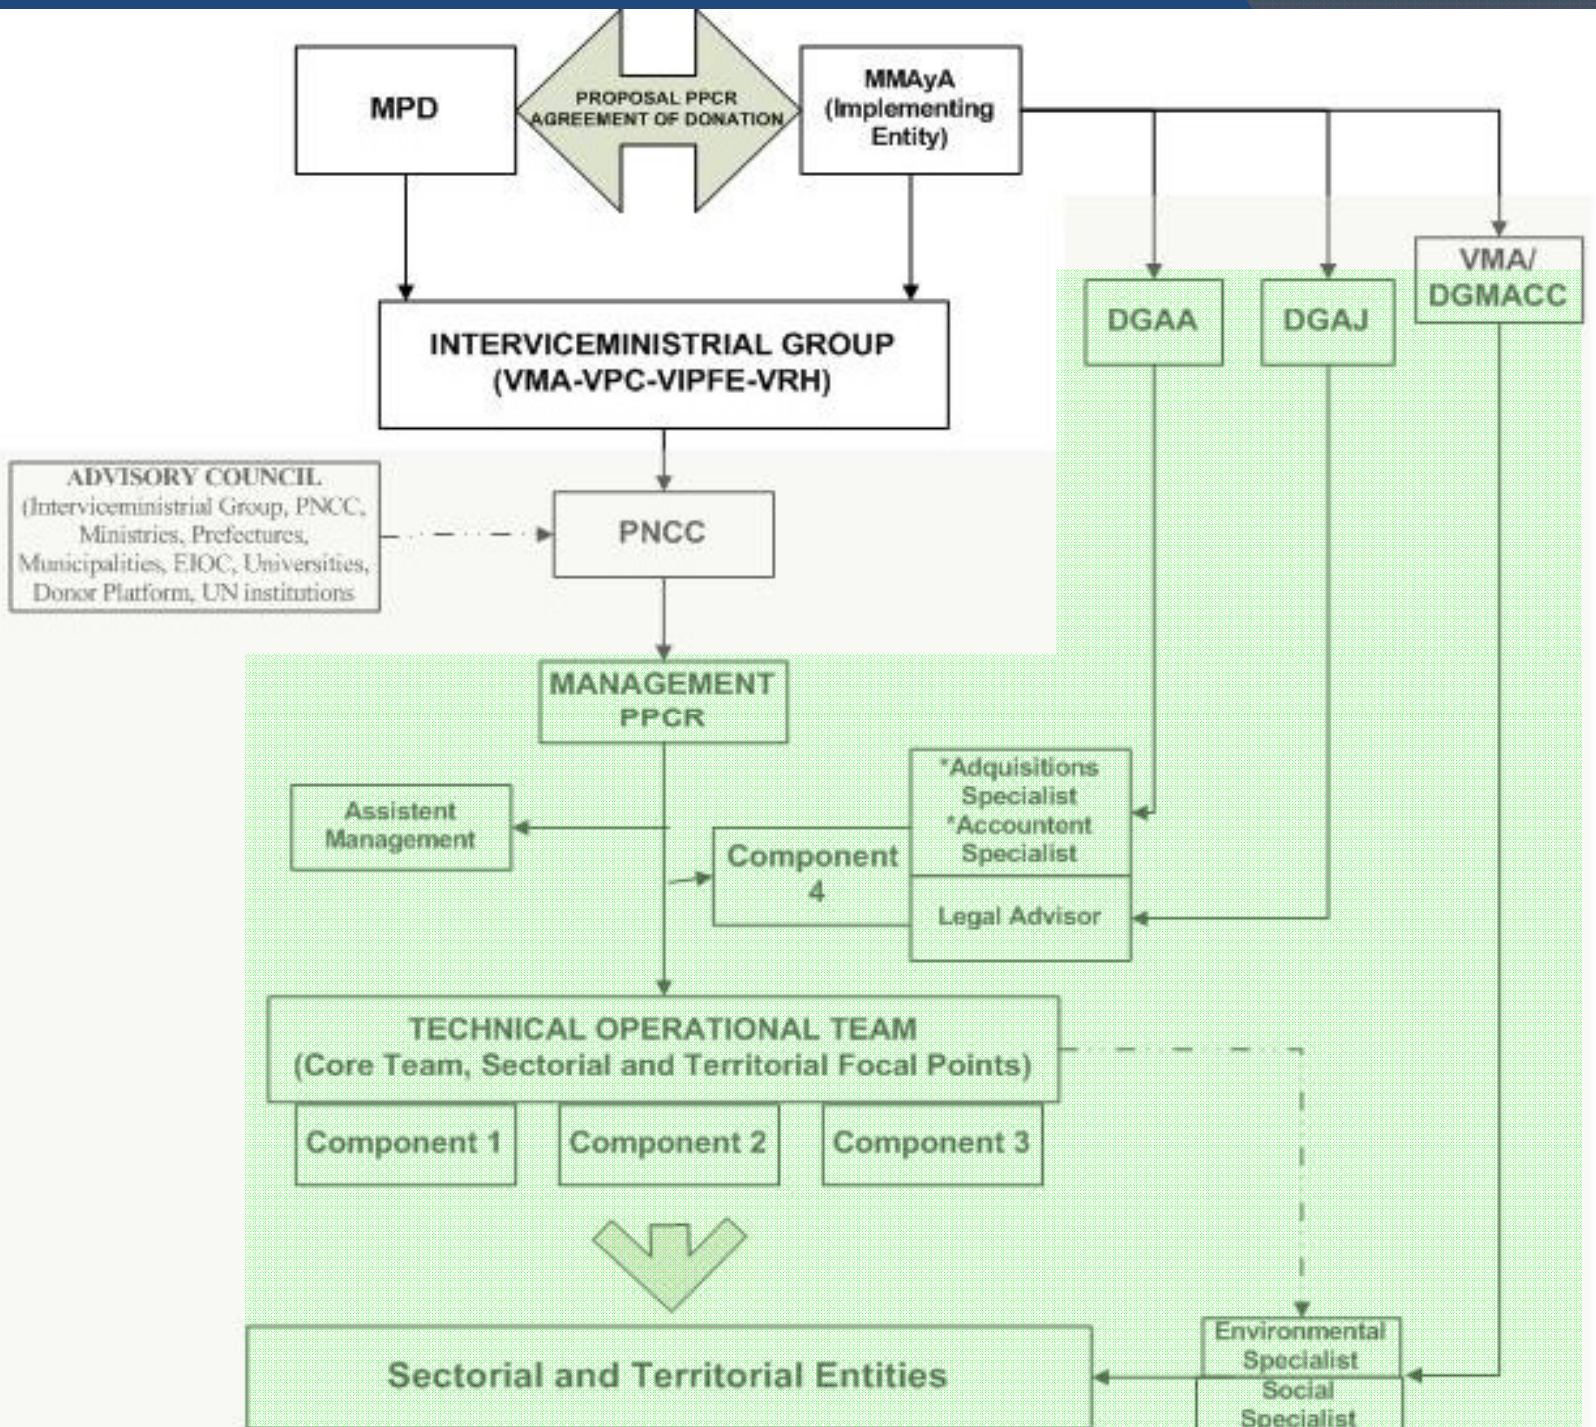 MPD
PROPOSAL PPCR
AGREEMENT OF DONATION
MMAyA
(Implementing
Entity)
VMA/
DGMACC
DGAA
DGAJ
INTERVICEMINISTRIAL GROUP
(VMA-VPC-VIPFE-VRH)
ADVISORY COUNCIL
(Interviceministrial Group, PNCC,
Ministries, Prefectures,
Municipalities, EIOC, Universities,
Donor Platform, UN institutions
PNCC
MANAGEMENT
PPCR
Assistent
Management
*Adquisitions
Specialist
*Accountent
Specialist
Component
4
Legal Advisor
TECHNICAL OPERATIONAL TEAM
(Core Team, Sectorial and Territorial Focal Points)
Component 1
Component 2
Component 3
Sectorial and Territorial Entities
Environmental
Specialist
Social
Specialist